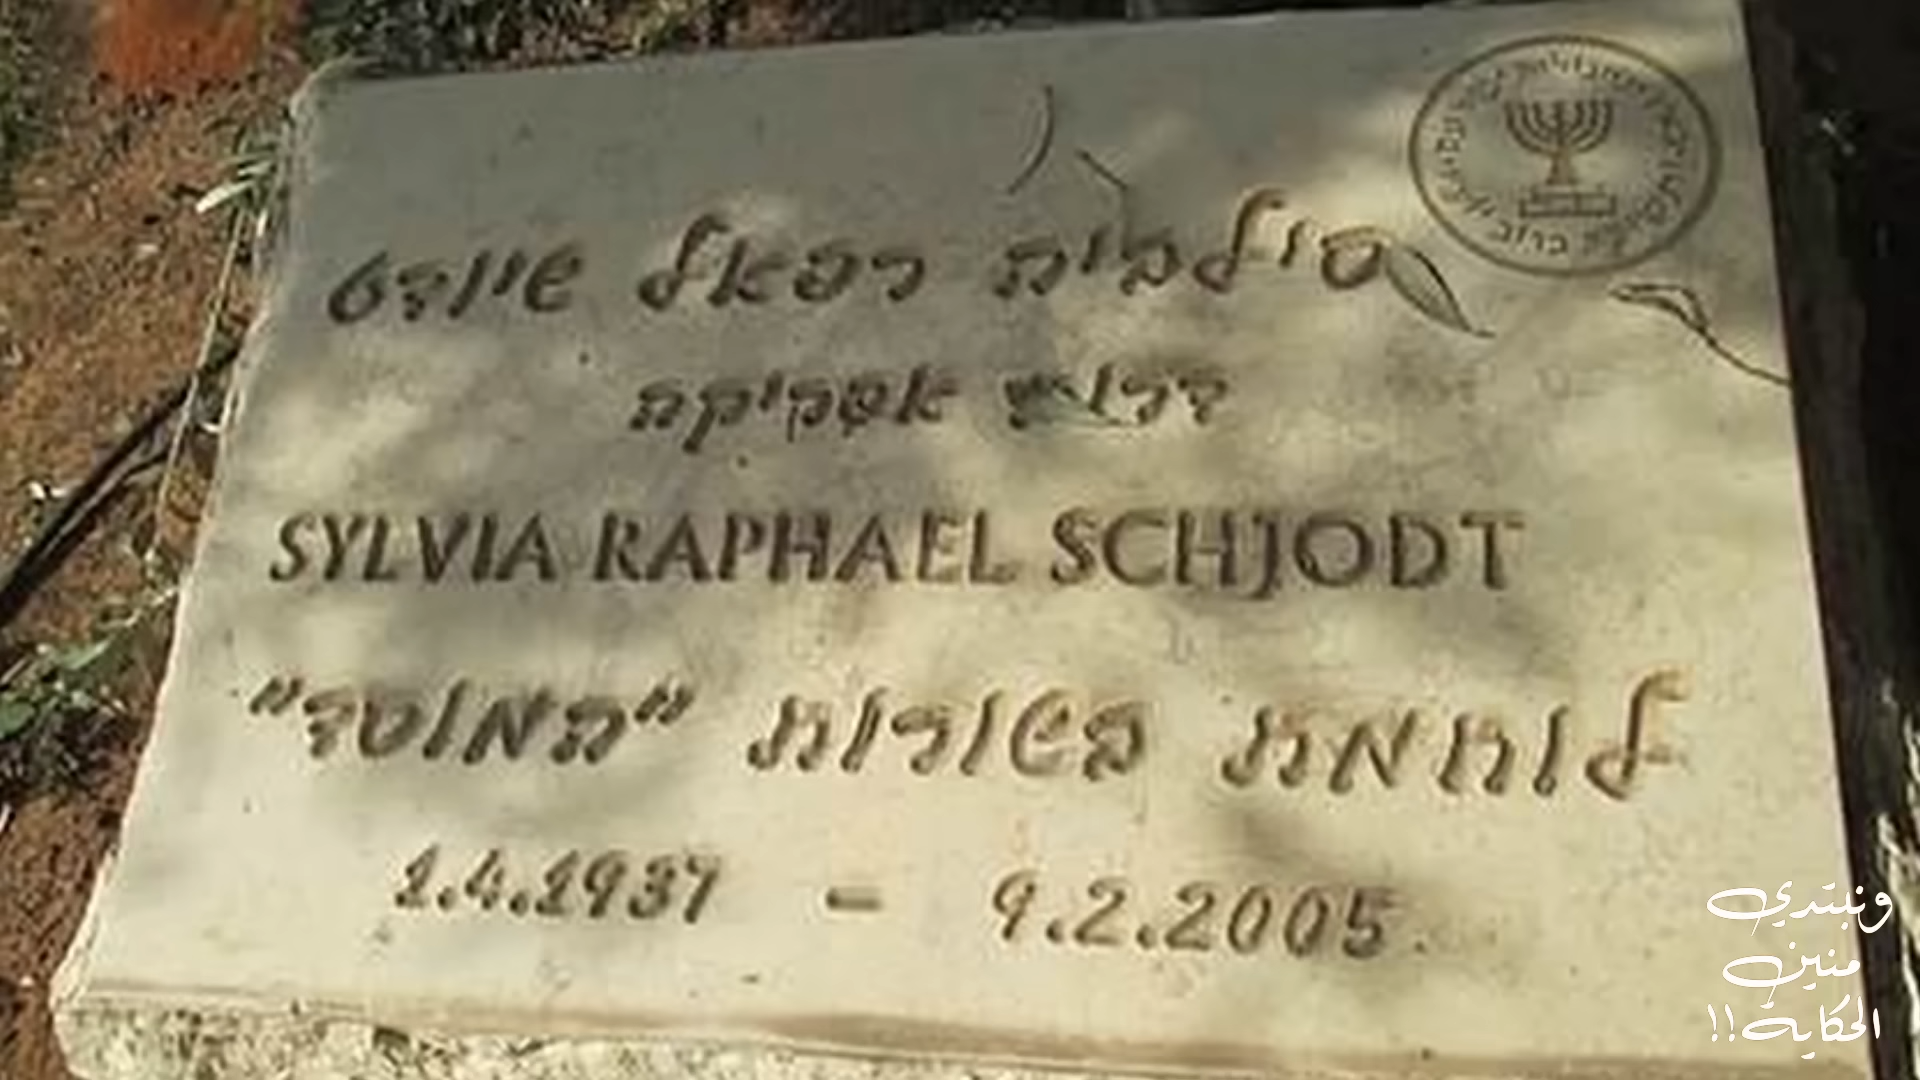 סילביה רפאל שיודט
דרום אפריקה
SYLVIA RAPHAEL SCHJODT
לוחמת בשורות "המוסד"
1.4.1937 – 9.2.2005
ونبتدي
منين
الحكاية!!